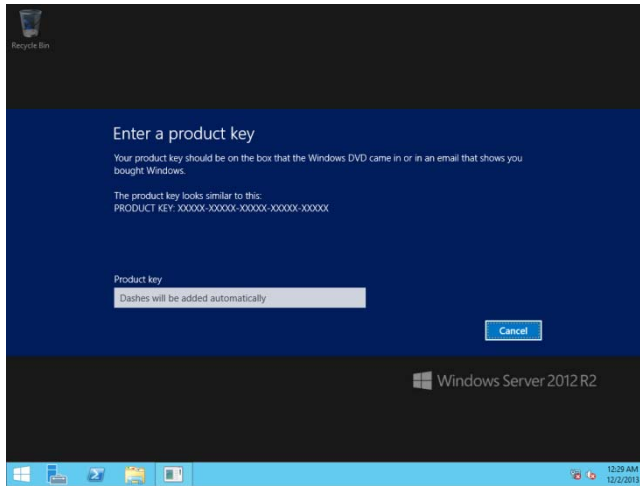 Recycle Bin
Enter a product key
Your product key should be on the box that the Windows DVD came in or in an email that shows you
bought Windows.
The product key looks similar to this:
PRODUCT KEY: XXXXX-XXXXX-XXXXX-XXXXX-XXXXX
Product key
Dashes will be added automatically
Cancel
Windows Server 2012 R2
12:29 AM
12/2/2013